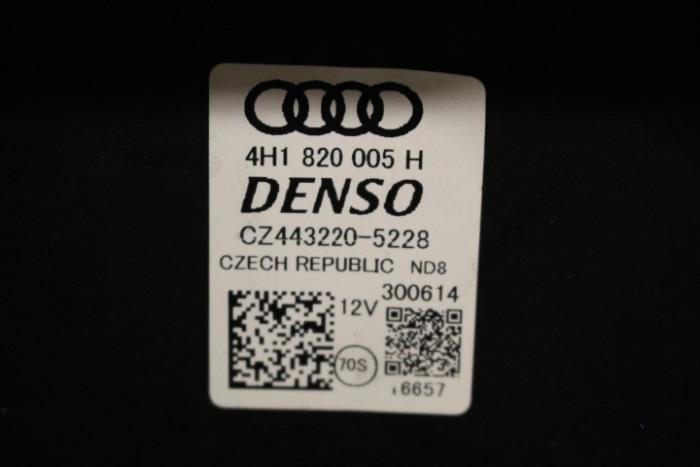 4H1 820 005 H
DENSO
CZ443220-5228
CZECH REPUBLIC ND8
300614
12V
70S
6657